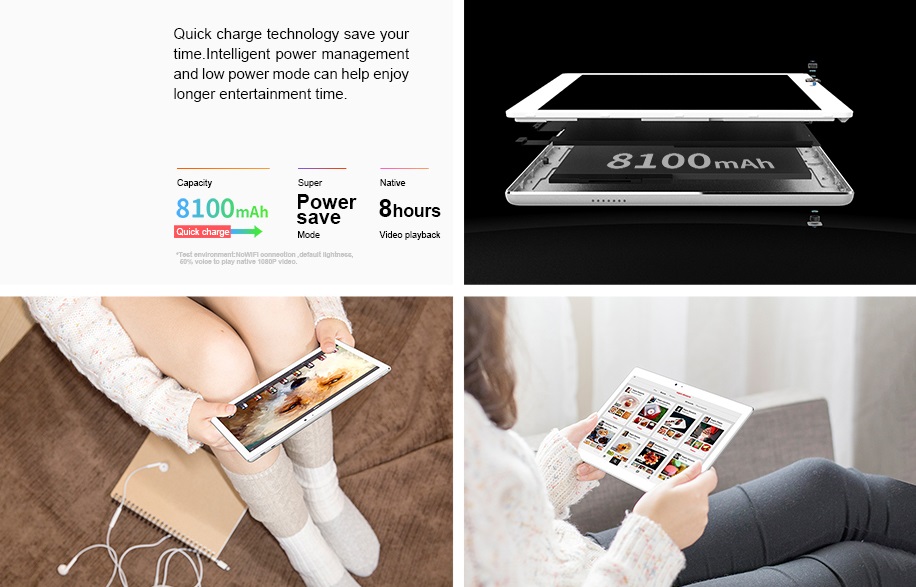 Quick charge technology save your
time.Intelligent power management
and low power mode can help enjoy
longer entertainment time.
Capacity
8100mAh
Quick charge
Super
Power
save
Mode
Native
8hours
Video playback
*Test environment:NoWIFI connection ,default lightness,
60% voice to play native 1080P video.
8100mAh